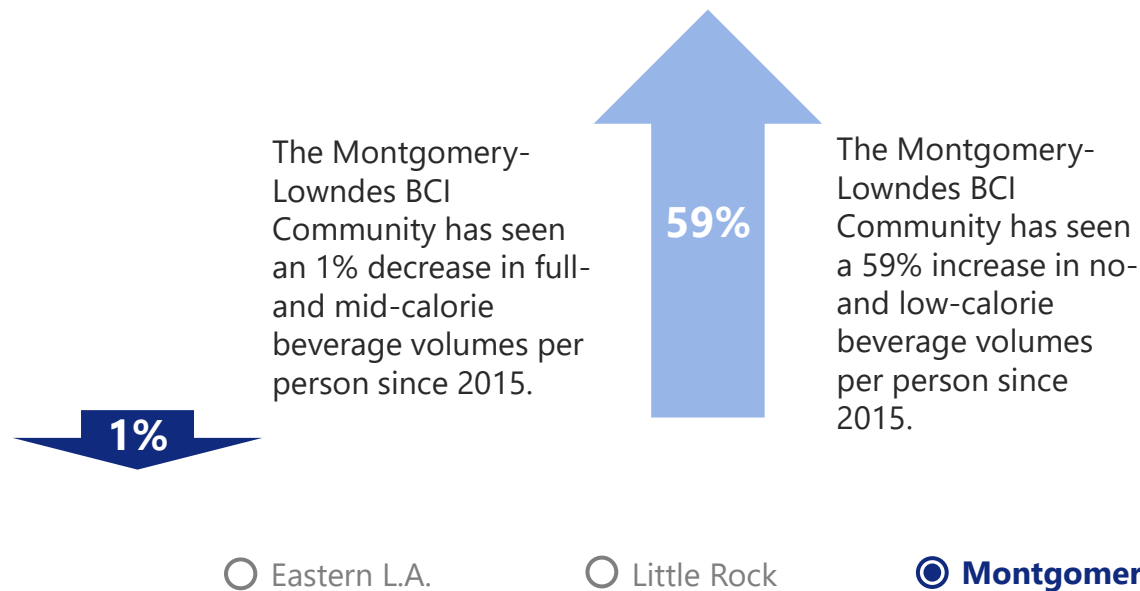 The Montgomery-
Lowndes BCI
Community has seen
an 1% decrease in full-
and mid-calorie
beverage volumes per
person since 2015.
1%
59%
The Montgomery-
Lowndes BCI
Community has seen
a 59% increase in no-
and low-calorie
beverage volumes
per person since
2015.
Eastern L.A.
Little Rock
Montgomer